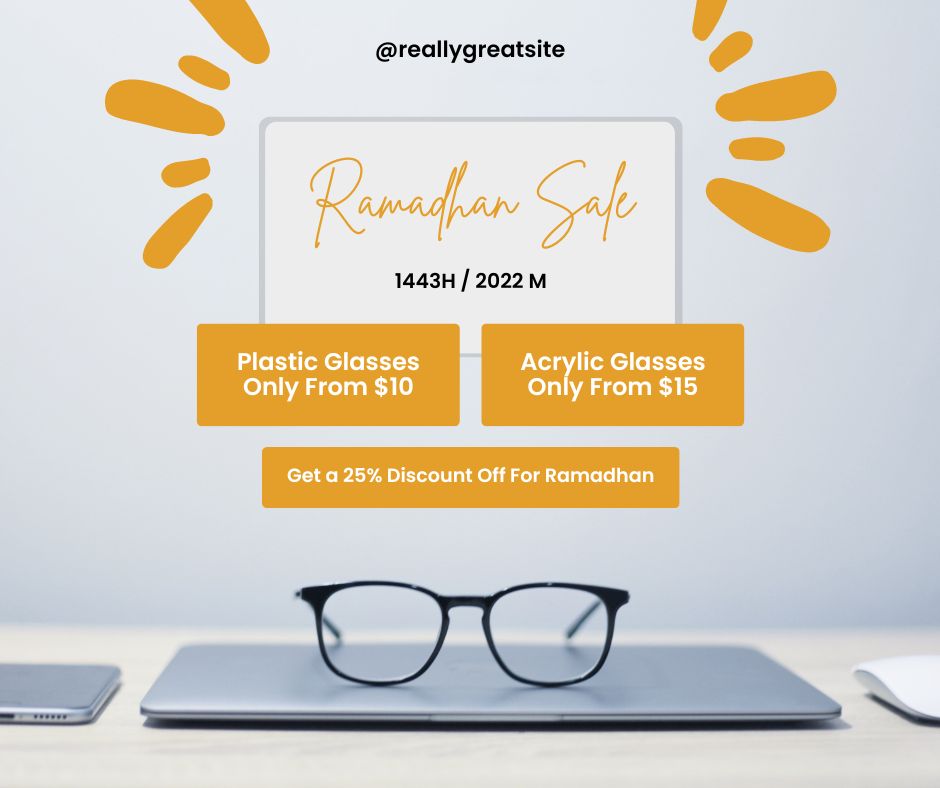 @reallygreatsite
Ramadhan Sale
1443H / 2022 M
Plastic Glasses
Only From $10
Acrylic Glasses
Only From $15
Get a 25% Discount Off For Ramadhan